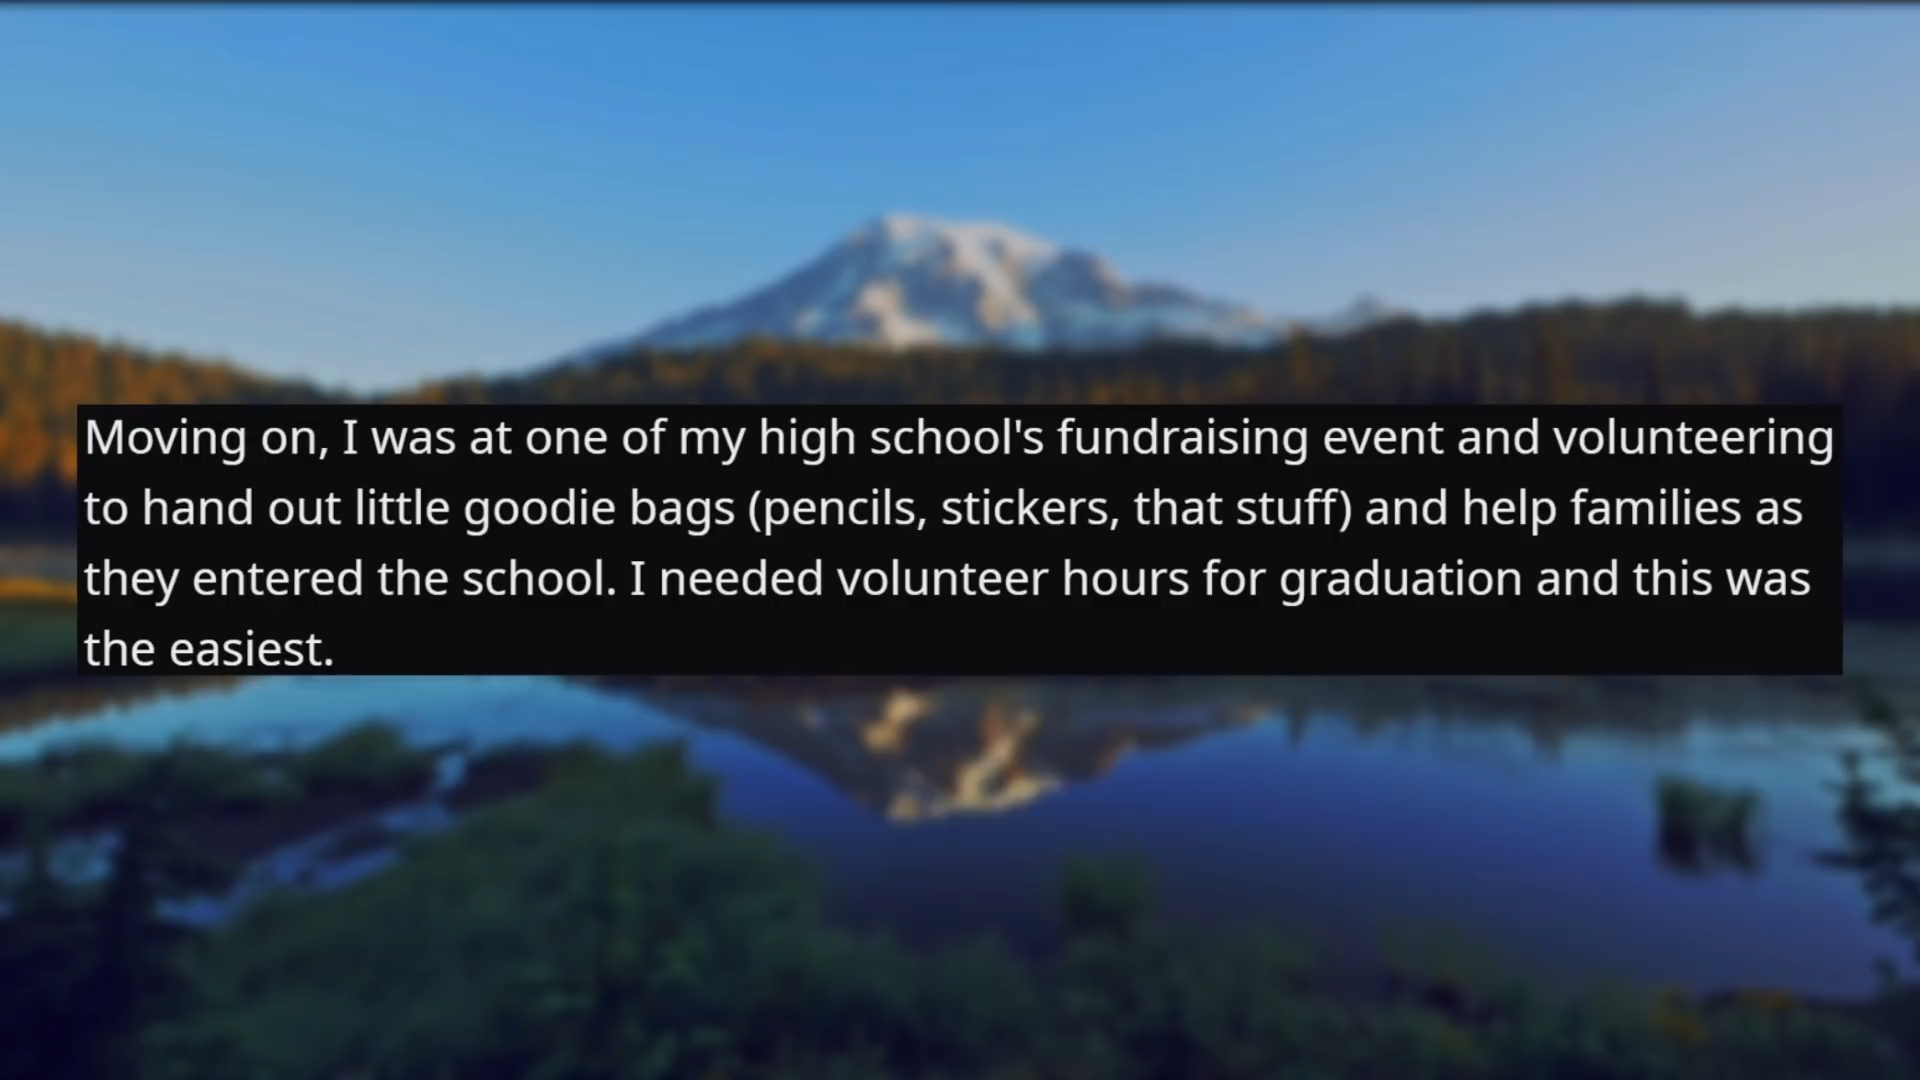 Moving on, I was at one of my high school's fundraising event and volunteering
to hand out little goodie bags (pencils, stickers, that stuff) and help families as
they entered the school. I needed volunteer hours for graduation and this was
the easiest.